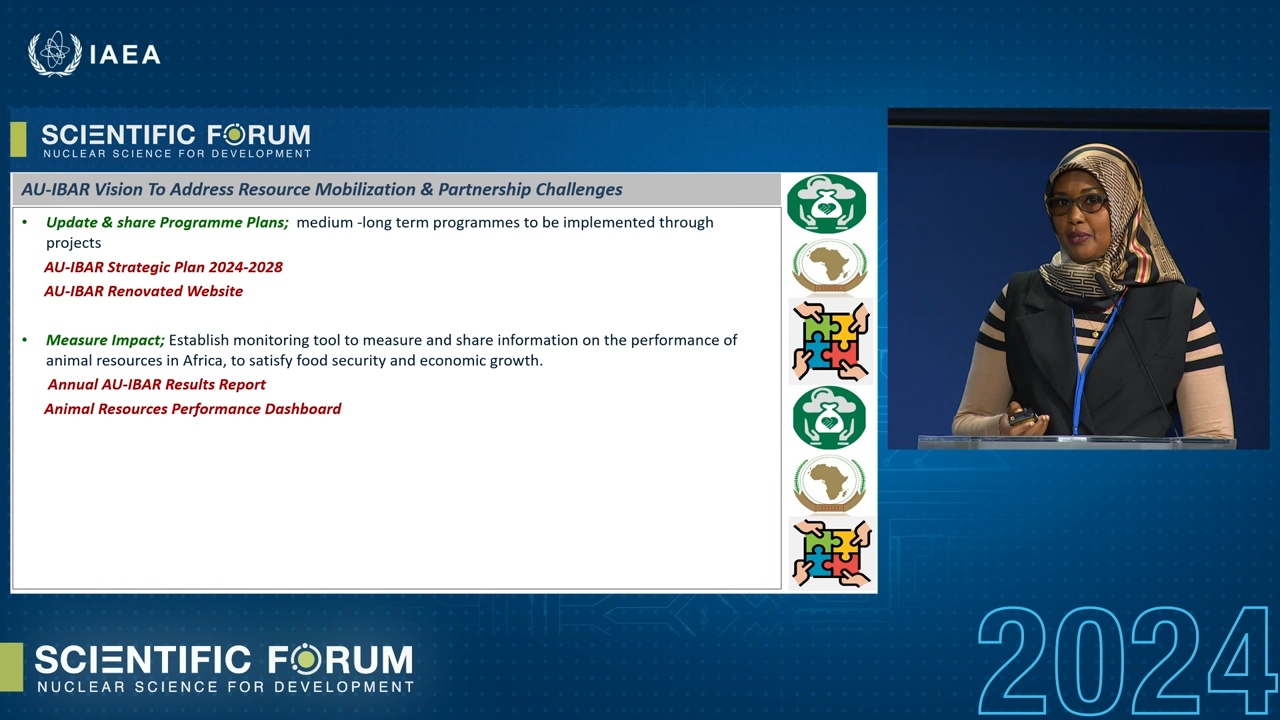 IAEA
SCIENTIFIC FORUM
NUCLEAR SCIENCE FOR DEVELOPMENT
AU-IBAR Vision To Address Resource Mobilization & Partnership Challenges
• Update & share Programme Plans; medium -long term programmes to be implemented through
projects
AU-IBAR Strategic Plan 2024-2028
AU-IBAR Renovated Website
• Measure Impact; Establish monitoring tool to measure and share information on the performance of
animal resources in Africa, to satisfy food security and economic growth.
Annual AU-IBAR Results Report
Animal Resources Performance Dashboard
SCIENTIFIC FORUM
NUCLEAR SCIENCE FOR DEVELOPMENT
2024